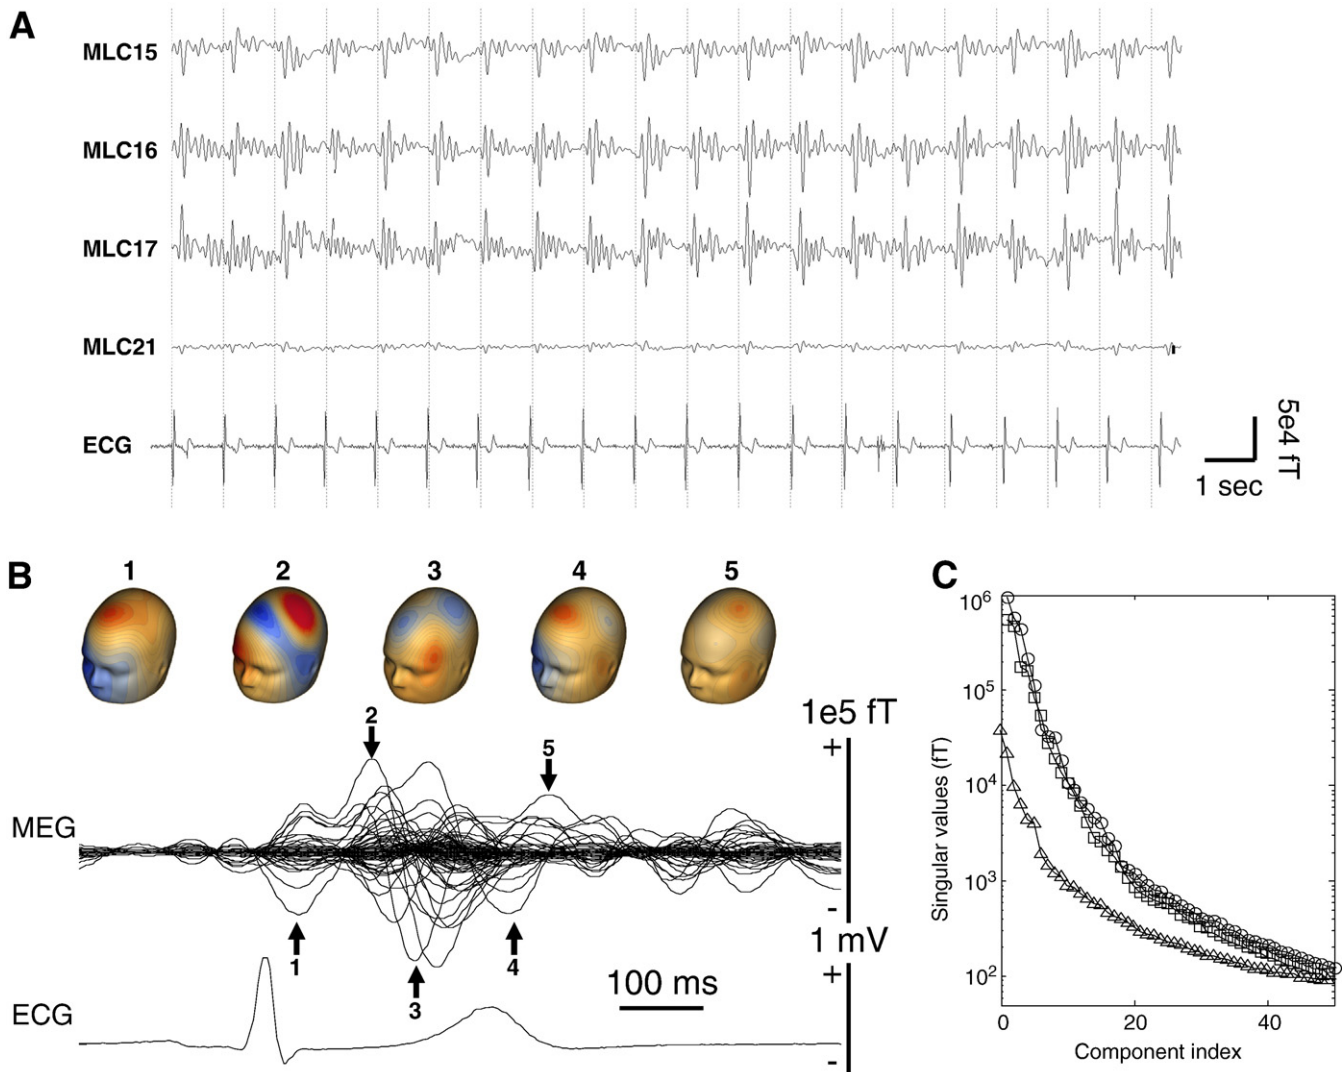 A
MLC15
MLC16
MLC17
MLC21
ECG
5e4 fT
1 sec
B
1 2 3 4 5
1e5 fT
2
5
+
MEG
-
1 mV
1
3
4
100 ms
+
ECG
-
C
10^6
10^5
10^4
10^3
10^2
Singular values (fT)
0 20 40
Component index